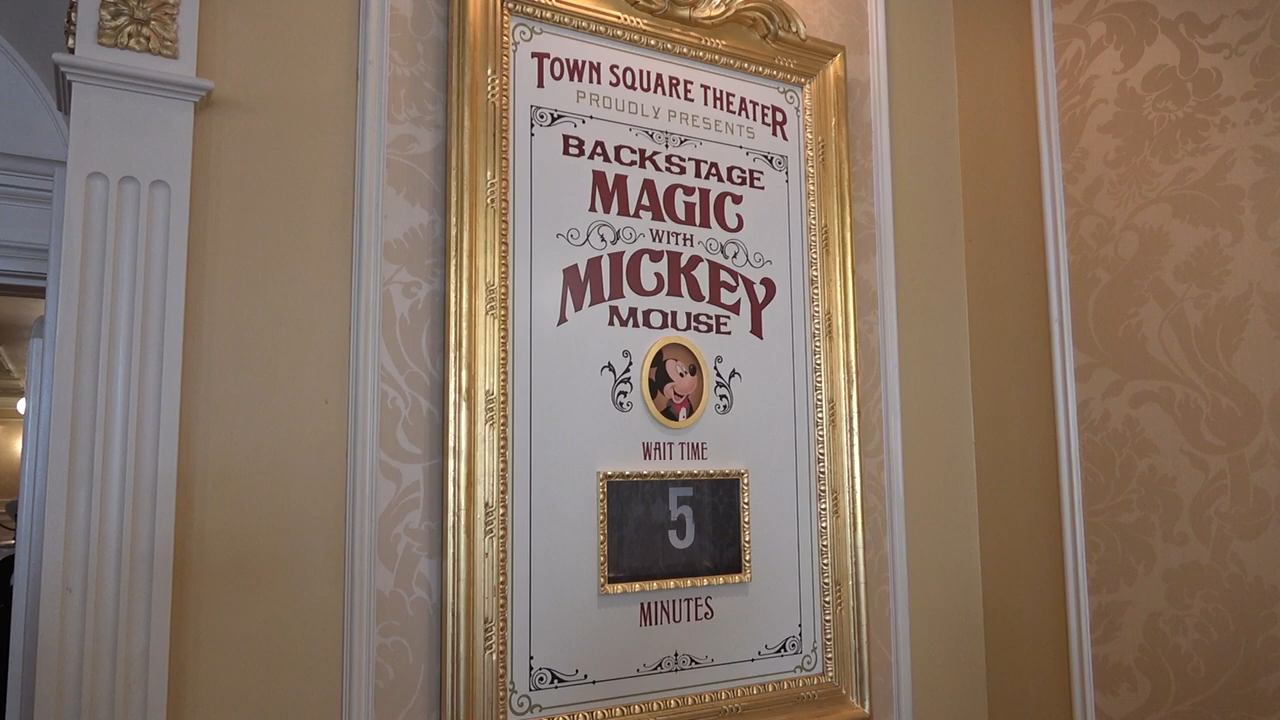 TOWN SQUARE THEATER
PROUDLY PRESENTS
BACKSTAGE
MAGIC
WITH
MICKEY
MOUSE
WAIT TIME
5
MINUTES